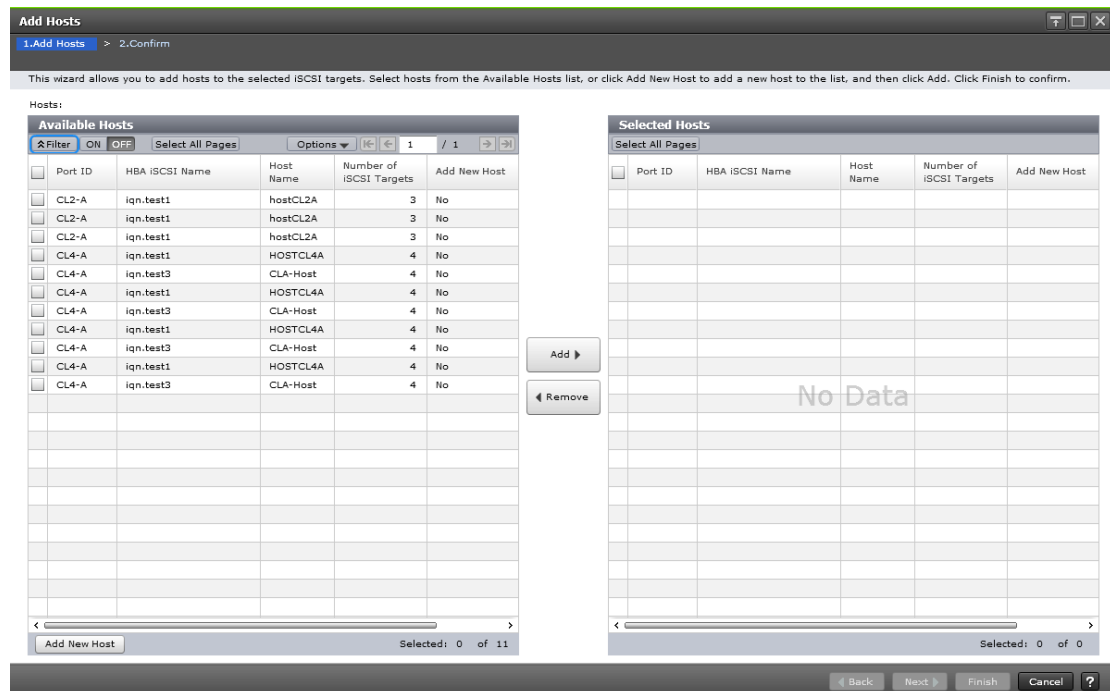 Add Hosts
1.Add Hosts > 2.Confirm
This wizard allows you to add hosts to the selected iSCSI targets. Select hosts from the Available Hosts list, or click Add New Host to add a new host to the list, and then click Add. Click Finish to confirm.
Hosts:
Available Hosts
Filter ON OFF Select All Pages Options 1 / 1
Port ID HBA iSCSI Name Host Name Number of iSCSI Targets Add New Host
CL2-A iqn.test1 hostCL2A 3 No
CL2-A iqn.test1 hostCL2A 3 No
CL2-A iqn.test1 hostCL2A 3 No
CL4-A iqn.test1 HOSTCL4A 4 No
CL4-A iqn.test3 CLA-Host 4 No
CL4-A iqn.test1 HOSTCL4A 4 No
CL4-A iqn.test3 CLA-Host 4 No
CL4-A iqn.test1 HOSTCL4A 4 No
CL4-A iqn.test3 CLA-Host 4 No
CL4-A iqn.test1 HOSTCL4A 4 No
CL4-A iqn.test3 CLA-Host 4 No
Add New Host Selected: 0 of 11
Add
Remove
Selected Hosts
Select All Pages
Port ID HBA iSCSI Name Host Name Number of iSCSI Targets Add New Host
No Data
Selected: 0 of 0
Back Next Finish Cancel ?